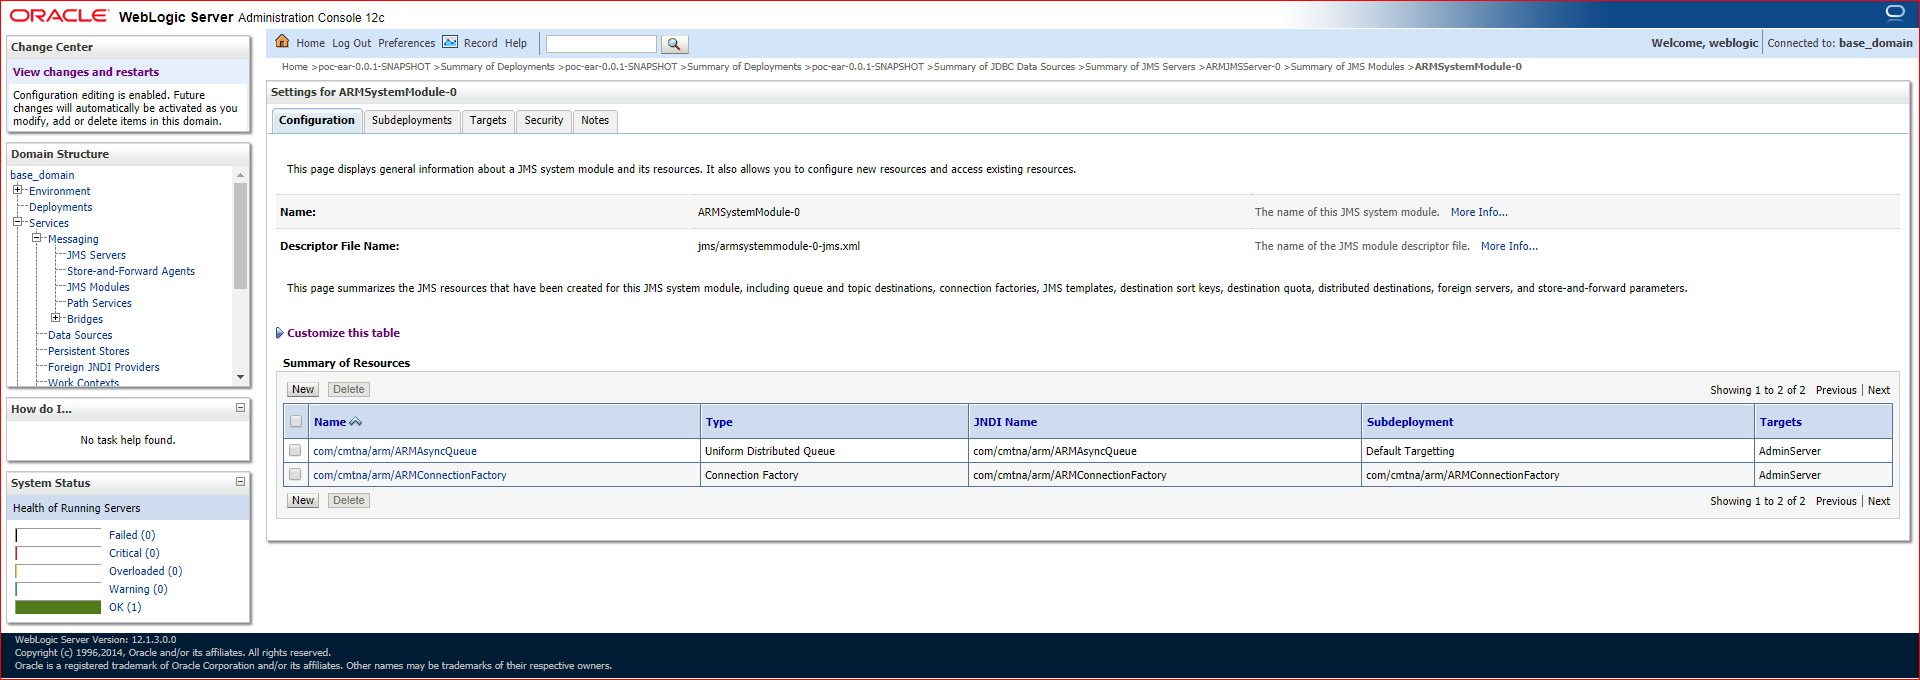 ORACLE WebLogic Server Administration Console 12c
Change Center
View changes and restarts
Configuration editing is enabled. Future
changes will automatically be activated as you
modify, add or delete items in this domain.
Domain Structure
base_domain
Environment
Deployments
Services
Messaging
JMS Servers
Store-and-Forward Agents
JMS Modules
Path Services
Bridges
Data Sources
Persistent Stores
Foreign JNDI Providers
Work Contexts
How do I...
No task help found.
System Status
Health of Running Servers
Failed (0)
Critical (0)
Overloaded (0)
Warning (0)
OK (1)
Home Log Out Preferences Record Help
Welcome, weblogic Connected to: base_domain
Home >poc-ear-0.0.1-SNAPSHOT >Summary of Deployments >poc-ear-0.0.1-SNAPSHOT >Summary of Deployments >poc-ear-0.0.1-SNAPSHOT >Summary of JDBC Data Sources >Summary of JMS Servers >ARMJMSServer-0 >Summary of JMS Modules >ARMSystemModule-0
Settings for ARMSystemModule-0
Configuration Subdeployments Targets Security Notes
This page displays general information about a JMS system module and its resources. It also allows you to configure new resources and access existing resources.
Name: ARMSystemModule-0 The name of this JMS system module. More Info...
Descriptor File Name: jms/armsystemmodule-0-jms.xml The name of the JMS module descriptor file. More Info...
This page summarizes the JMS resources that have been created for this JMS system module, including queue and topic destinations, connection factories, JMS templates, destination sort keys, destination quota, distributed destinations, foreign servers, and store-and-forward parameters.
Customize this table
Summary of Resources
New Delete Showing 1 to 2 of 2 Previous | Next
Name Type JNDI Name Subdeployment Targets
com/cmtna/arm/ARMAsyncQueue Uniform Distributed Queue com/cmtna/arm/ARMAsyncQueue Default Targetting AdminServer
com/cmtna/arm/ARMConnectionFactory Connection Factory com/cmtna/arm/ARMConnectionFactory com/cmtna/arm/ARMConnectionFactory AdminServer
New Delete Showing 1 to 2 of 2 Previous | Next
WebLogic Server Version: 12.1.3.0.0
Copyright (c) 1996,2014, Oracle and/or its affiliates. All rights reserved.
Oracle is a registered trademark of Oracle Corporation and/or its affiliates. Other names may be trademarks of their respective owners.